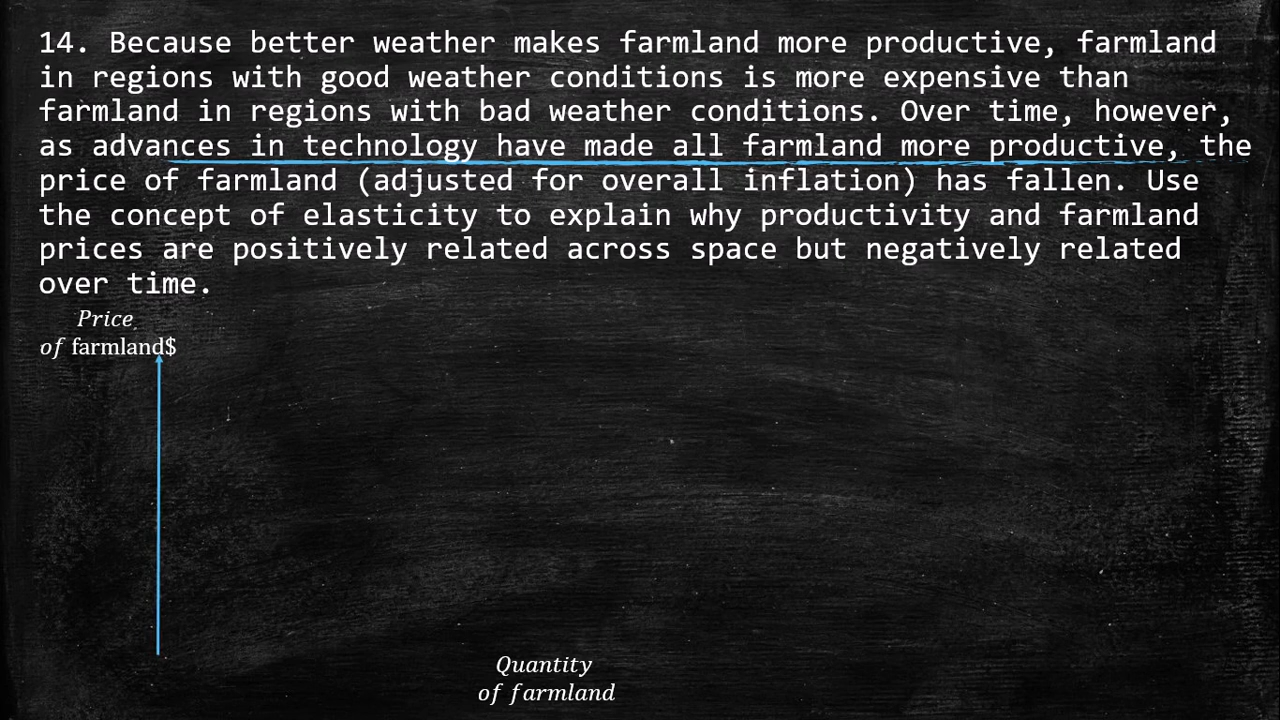 14. Because better weather makes farmland more productive, farmland
in regions with good weather conditions is more expensive than
farmland in regions with bad weather conditions. Over time, however,
as advances in technology have made all farmland more productive, the
price of farmland (adjusted for overall inflation) has fallen. Use
the concept of elasticity to explain why productivity and farmland
prices are positively related across space but negatively related
over time.
Price
of farmland$
Quantity
of farmland